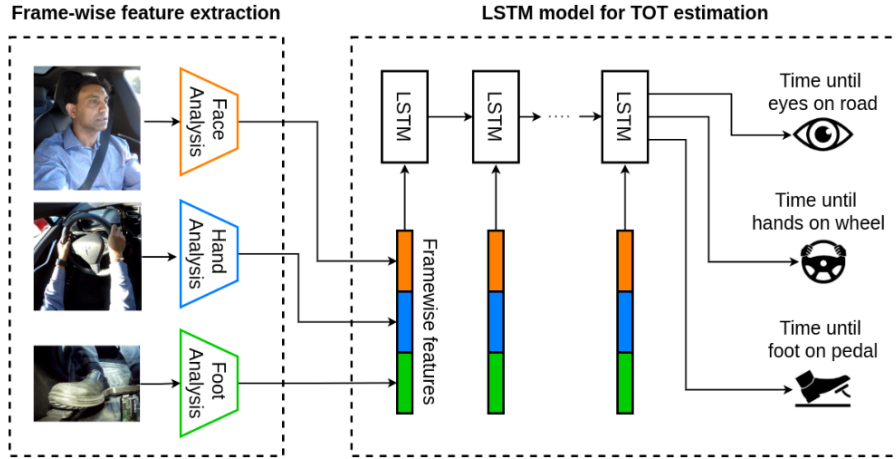 Frame-wise feature extraction
LSTM model for TOT estimation
Face
Analysis
Hand
Analysis
Foot
Analysis
LSTM
LSTM
.....
LSTM
Framewise features
Time until
eyes on road
Time until
hands on wheel
Time until
foot on pedal